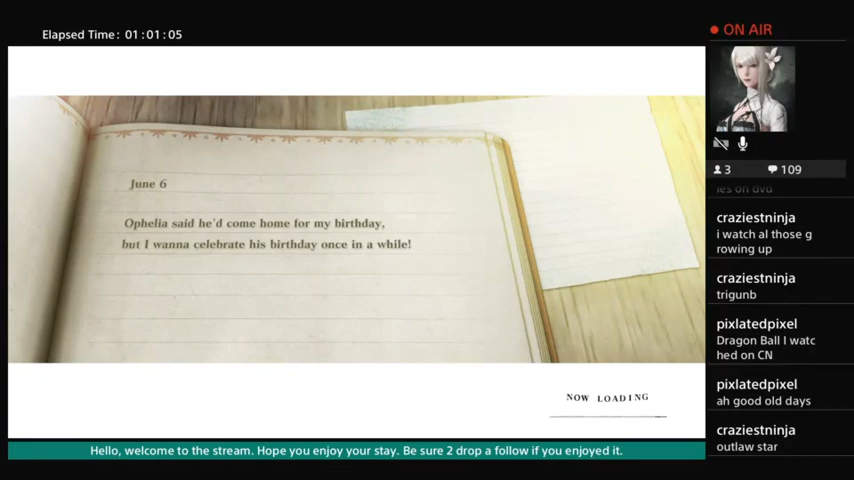 Elapsed Time: 01:01:05
ON AIR
3
109
June 6
Ophelia said he'd come home for my birthday,
but I wanna celebrate his birthday once in a while!
NOW LOADING
ies on dvd
craziestninja
i watch al those g
rowing up
craziestninja
trigunb
pixlatedpixel
Dragon Ball I watc
hed on CN
pixlatedpixel
ah good old days
craziestninja
outlaw star
Hello, welcome to the stream. Hope you enjoy your stay. Be sure 2 drop a follow if you enjoyed it.